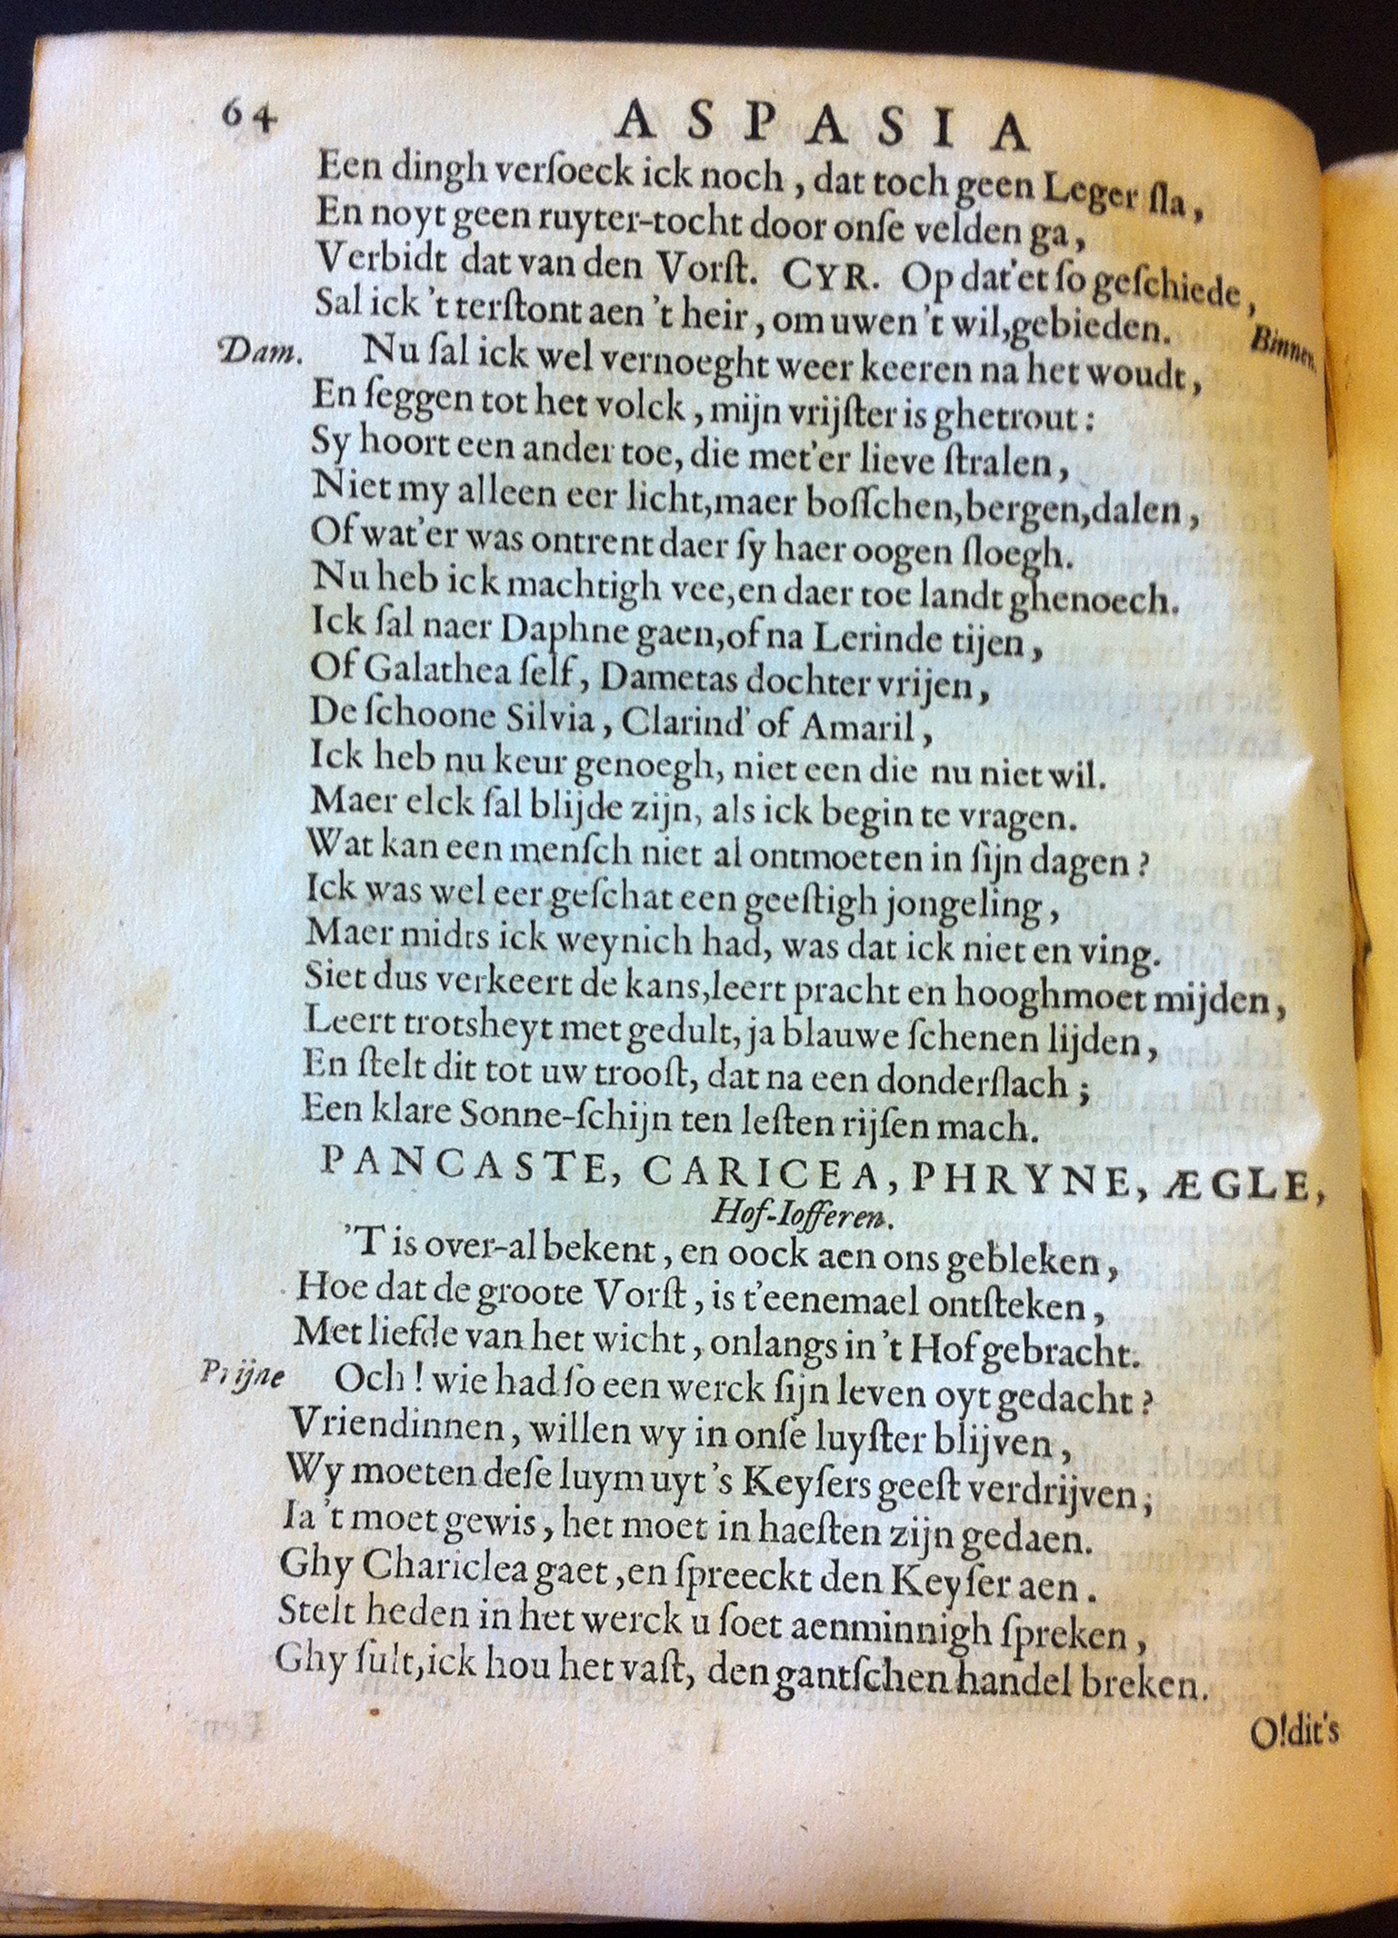 64 ASPASIA
Een dingh verſoeck ick noch, dat toch geen Leger ſla,
En noyt geen ruyter-tocht door onſe velden ga,
Verbidt dat van den Vorſt. CYR. Op dat'et ſo geſchiede,
Sal ick 't terſtont aen 't heir, om uwen 't wil, gebieden. Binnen.
Dam. Nu ſal ick wel vernoeght weer keeren na het woudt,
En ſeggen tot het volck, mijn vrijſter is ghetrout:
Sy hoort een ander toe, die met'er lieve ſtralen,
Niet my alleen eer licht, maer boſſchen, bergen, dalen,
Of wat'er was ontrent daer ſy haer oogen ſloegh.
Nu heb ick machtigh vee, en daer toe landt ghenoech.
Ick ſal naer Daphne gaen, of na Lerinde tijen,
Of Galathea ſelf, Dametas dochter vrijen,
De ſchoone Silvia, Clarind' of Amaril,
Ick heb nu keur genoegh, niet een die nu niet wil.
Maer elck ſal blijde zijn, als ick begin te vragen.
Wat kan een menſch niet al ontmoeten in ſijn dagen?
Ick was wel eer geſchat een geeſtigh jongeling,
Maer midts ick weynich had, was dat ick niet en ving.
Siet dus verkeert de kans, leert pracht en hooghmoet mijden,
Leert trotsheyt met gedult, ja blauwe ſchenen lijden,
En ſtelt dit tot uw trooſt, dat na een donderſlach;
Een klare Sonne-ſchijn ten leſten rijſen mach.
PANCASTE, CARICEA, PHRYNE, ÆGLE,
Hof-Iofferen.
'T is over-al bekent, en oock aen ons gebleken,
Hoe dat de groote Vorſt, is t'eenemael ontſteken,
Met liefde van het wicht, onlangs in 't Hof gebracht.
Prijne Och! wie had ſo een werck ſijn leven oyt gedacht?
Vriendinnen, willen wy in onſe luyſter blijven,
Wy moeten deſe luym uyt 's Keyſers geeſt verdrijven;
Ia 't moet gewis, het moet in haeſten zijn gedaen.
Ghy Chariclea gaet, en ſpreeckt den Keyſer aen.
Stelt heden in het werck u ſoet aenminnigh ſpreken,
Ghy ſult, ick hou het vaſt, den gantſchen handel breken.
O! dit's